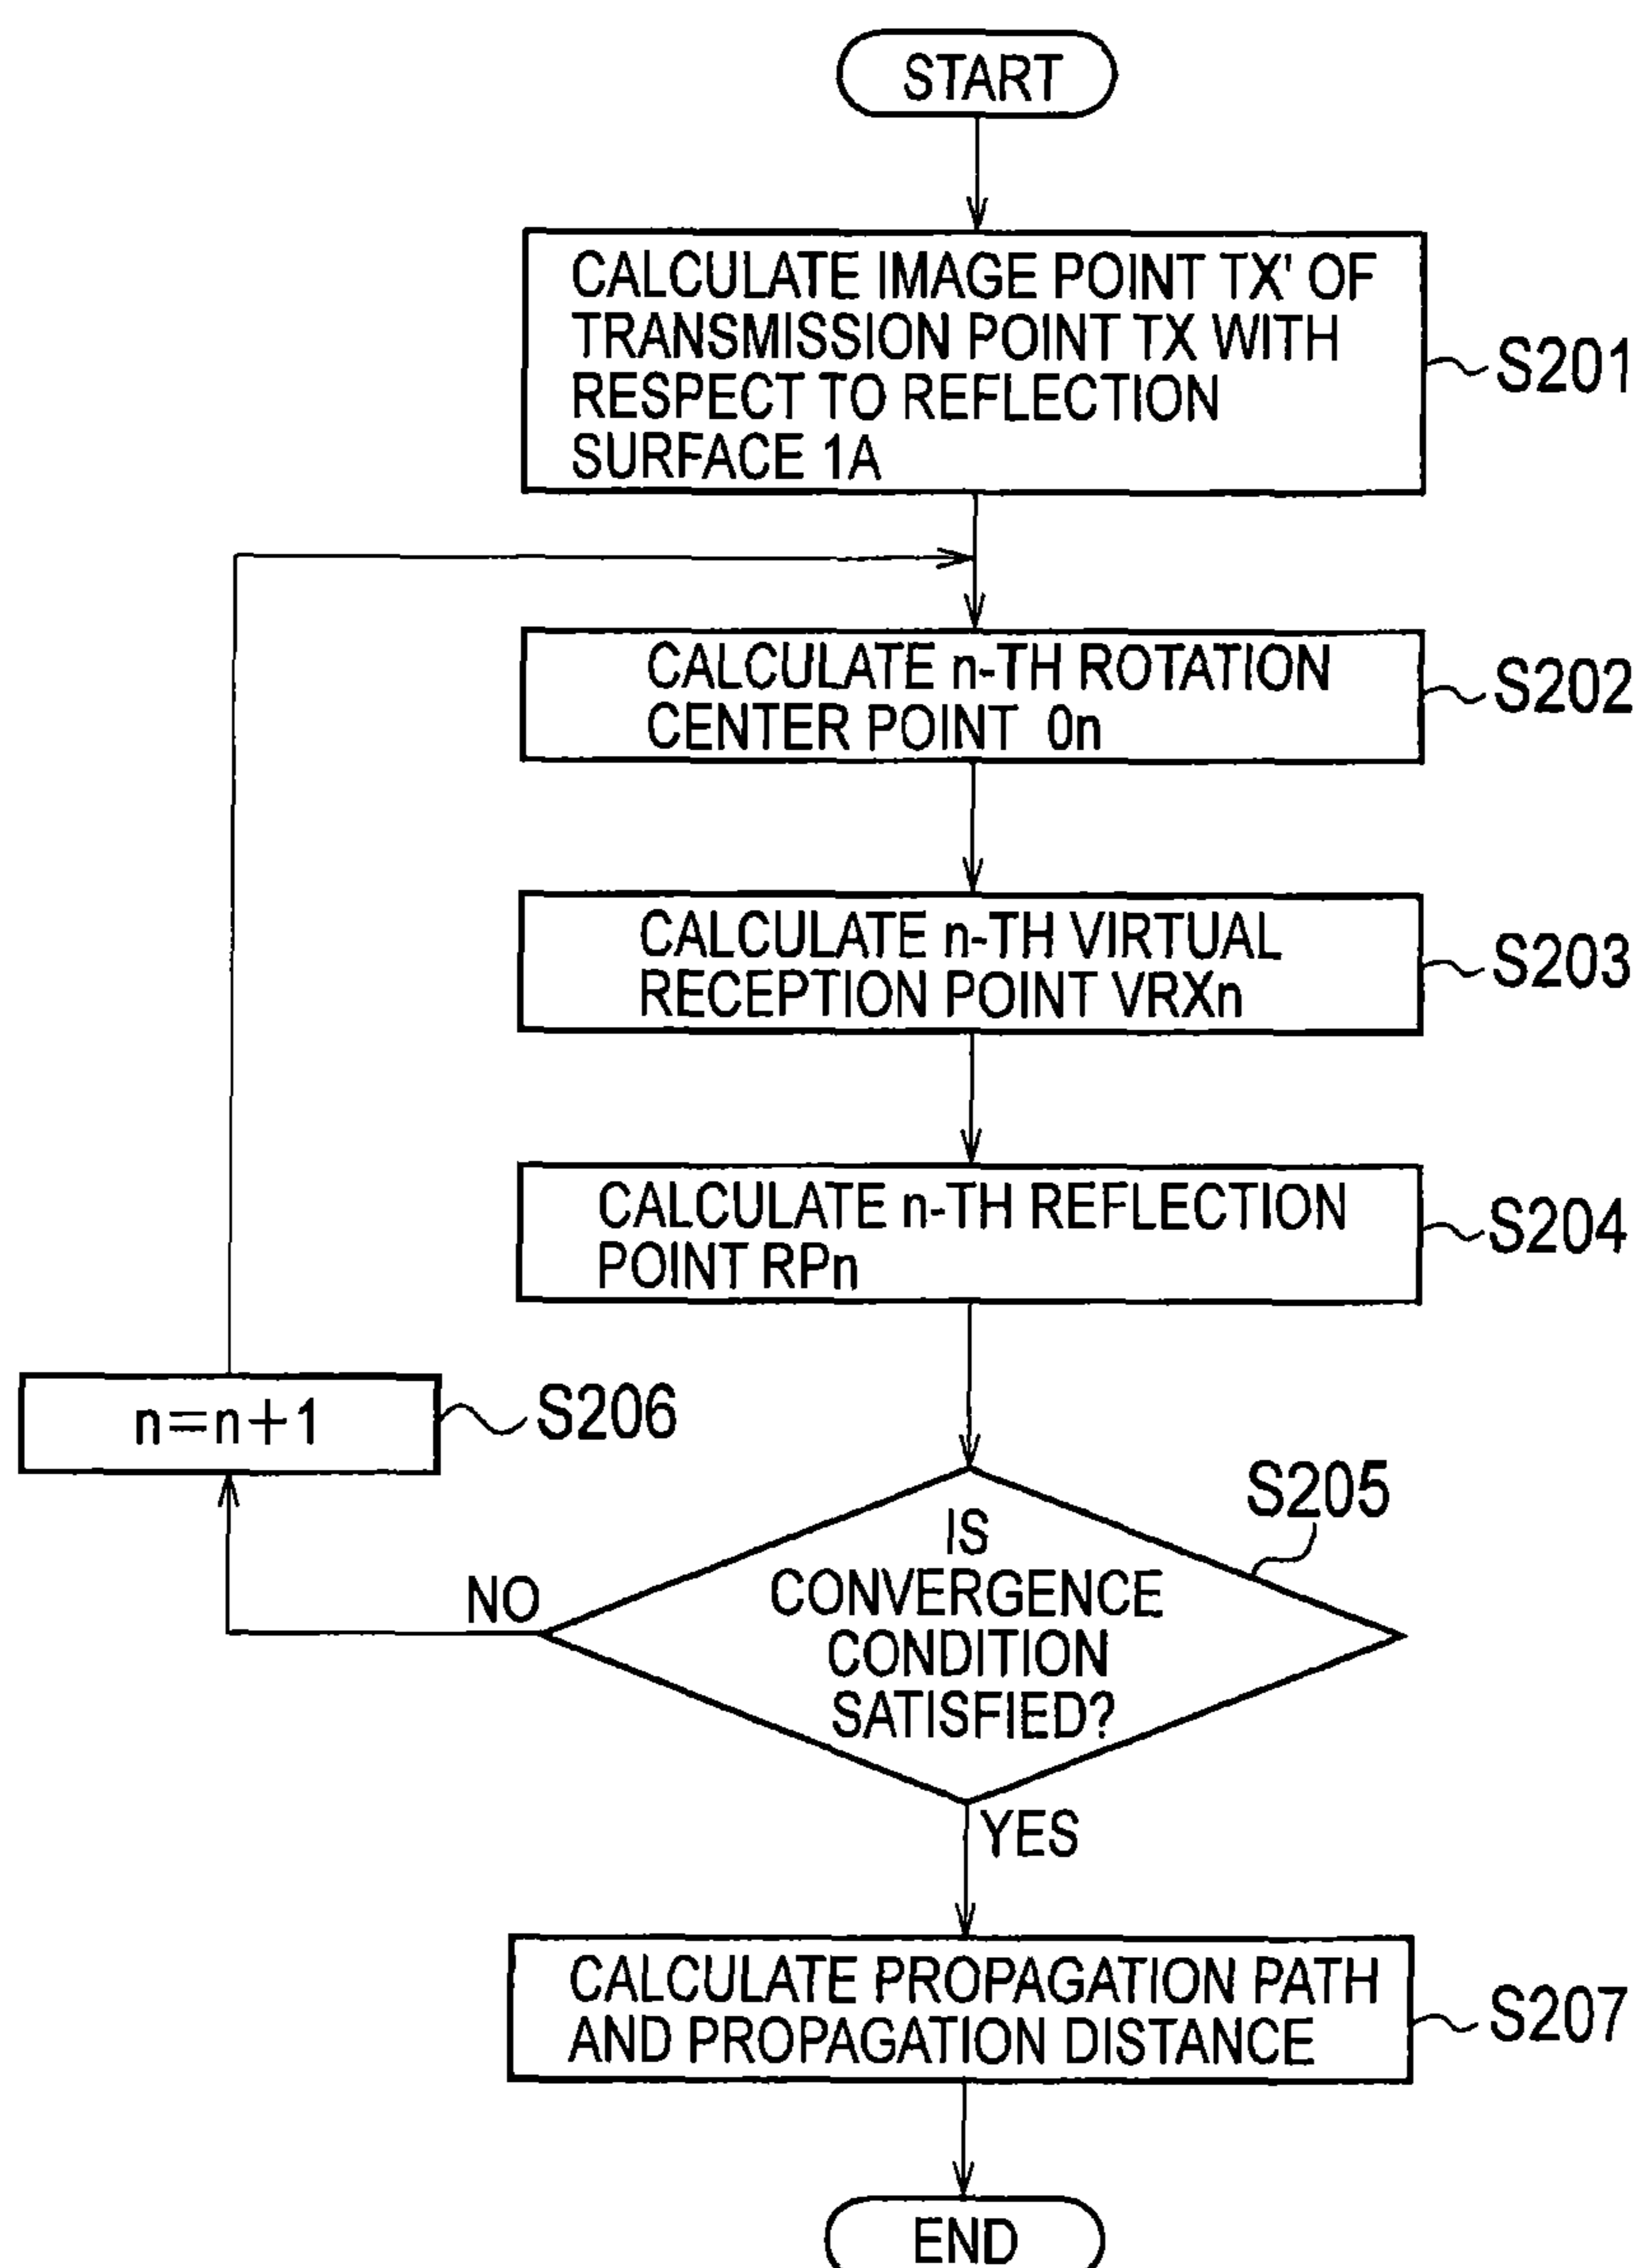 START
CALCULATE IMAGE POINT TX' OF
TRANSMISSION POINT TX WITH
RESPECT TO REFLECTION
SURFACE 1A
S201
CALCULATE n-TH ROTATION
CENTER POINT 0n
S202
CALCULATE n-TH VIRTUAL
RECEPTION POINT VRXn
S203
CALCULATE n-TH REFLECTION
POINT RPn
S204
n=n+1
S206
IS
CONVERGENCE
CONDITION
SATISFIED?
S205
NO
YES
CALCULATE PROPAGATION PATH
AND PROPAGATION DISTANCE
S207
END